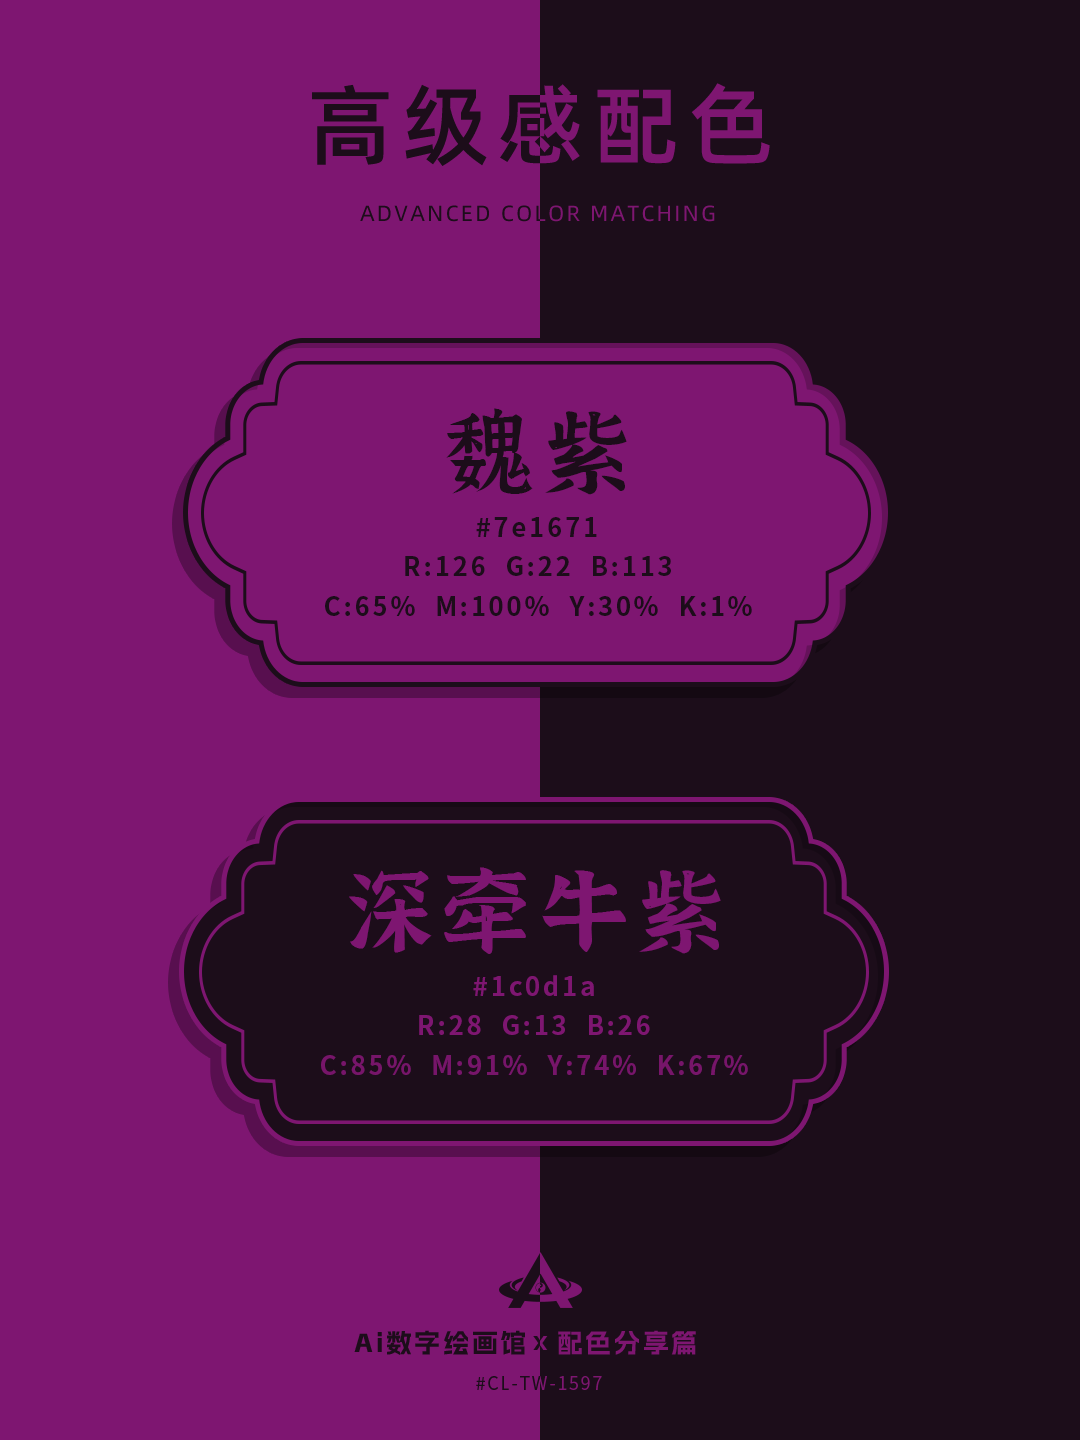 高级感配色
ADVANCED COLOR MATCHING
魏紫
#7e1671
R:126 G:22 B:113
C:65% M:100% Y:30% K:1%
深牵牛紫
#1c0d1a
R:28 G:13 B:26
C:85% M:91% Y:74% K:67%
Ai数字绘画馆 x 配色分享篇
#CL-TW-1597